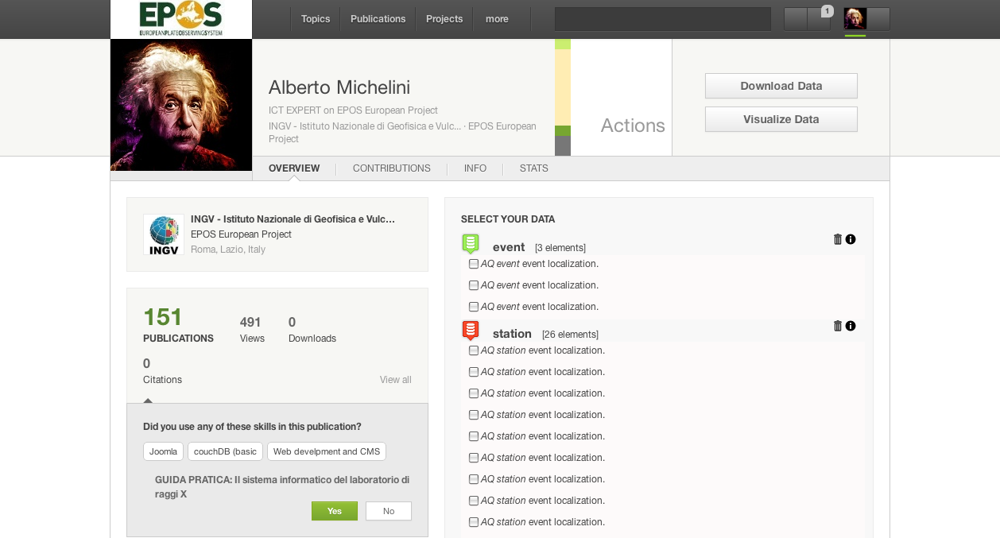 EPOS
EUROPEANPLATEOBSERVINGSYSTEM
Topics
Publications
Projects
more
1
Alberto Michelini
ICT EXPERT on EPOS European Project
INGV - Istituto Nazionale di Geofisica e Vulc... · EPOS European
Project
Actions
Download Data
Visualize Data
OVERVIEW
CONTRIBUTIONS
INFO
STATS
INGV
INGV - Istituto Nazionale di Geofisica e Vulc...
EPOS European Project
Roma, Lazio, Italy
151
PUBLICATIONS
491
Views
0
Downloads
0
Citations
View all
Did you use any of these skills in this publication?
Joomla
couchDB (basic
Web develpment and CMS
GUIDA PRATICA: Il sistema informatico del laboratorio di
raggi X
Yes
No
SELECT YOUR DATA
event [3 elements]
AQ event event localization.
AQ event event localization.
AQ event event localization.
station [26 elements]
AQ station event localization.
AQ station event localization.
AQ station event localization.
AQ station event localization.
AQ station event localization.
AQ station event localization.
AQ station event localization.
AQ station event localization.
AQ station event localization.